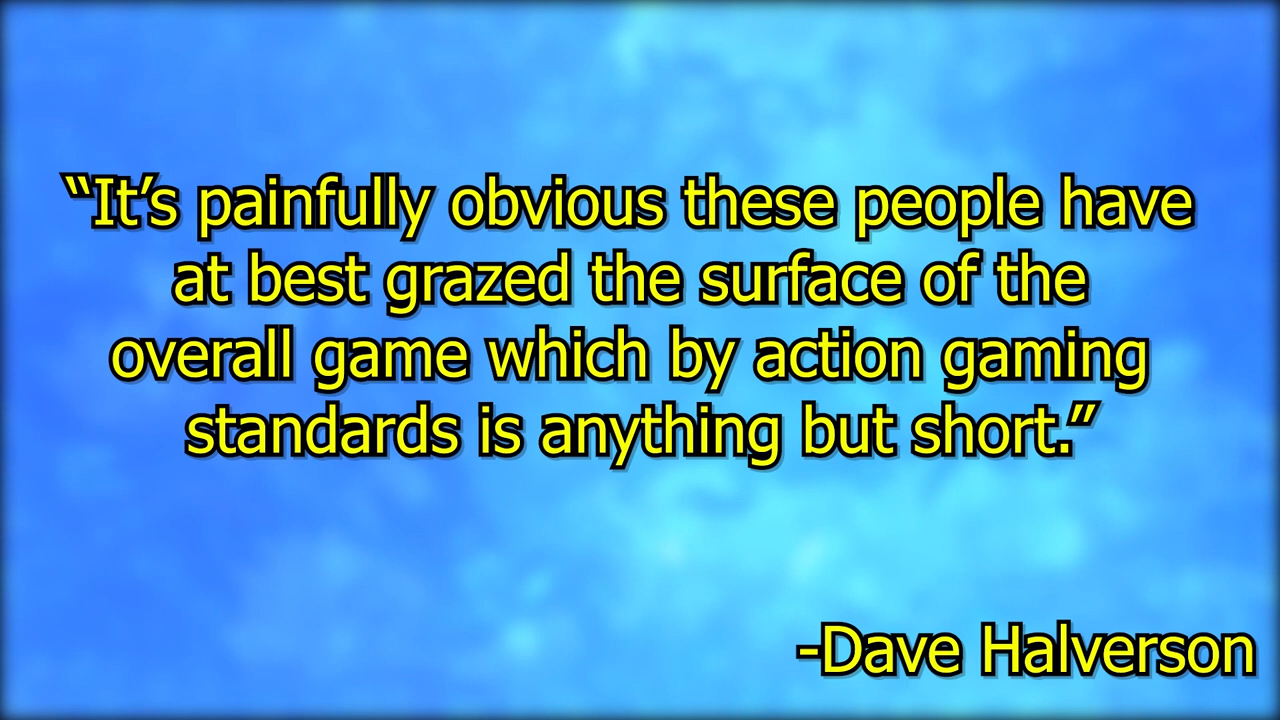 “It’s painfully obvious these people have
at best grazed the surface of the
overall game which by action gaming
standards is anything but short.”
-Dave Halverson